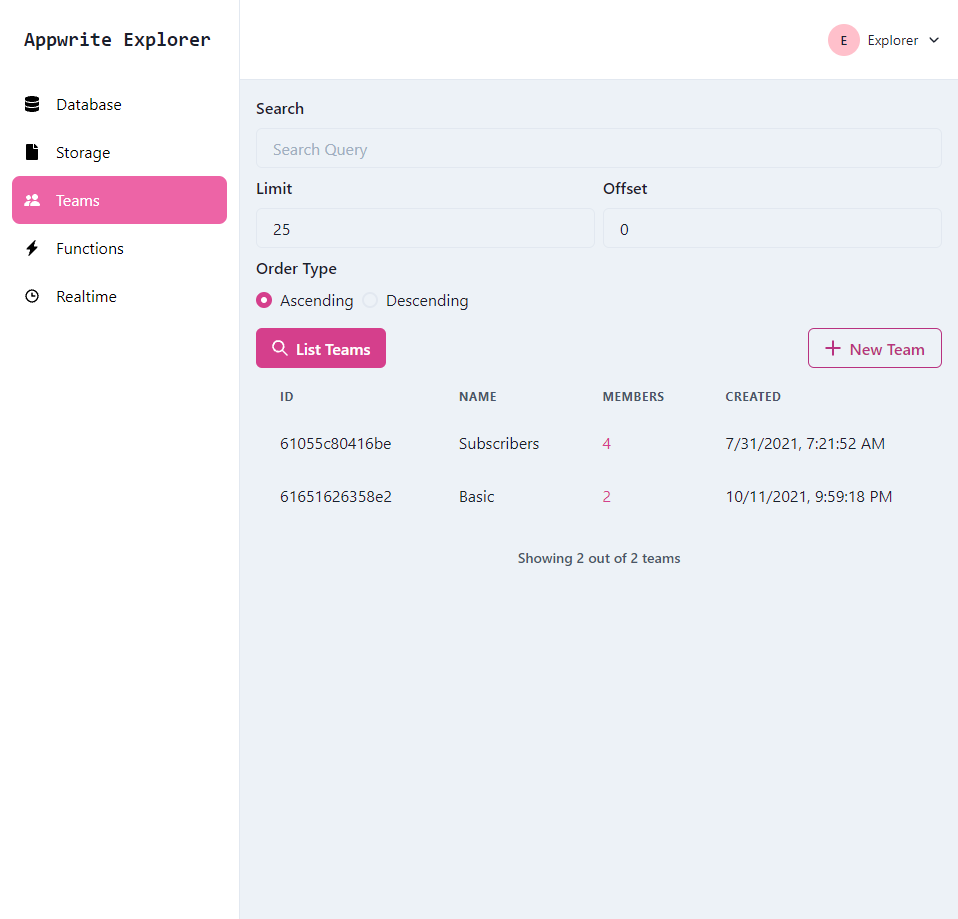 Appwrite Explorer
E Explorer
Database
Storage
Teams
Functions
Realtime
Search
Search Query
Limit Offset
25 0
Order Type
Ascending Descending
List Teams New Team
ID NAME MEMBERS CREATED
61055c80416be Subscribers 4 7/31/2021, 7:21:52 AM
61651626358e2 Basic 2 10/11/2021, 9:59:18 PM
Showing 2 out of 2 teams